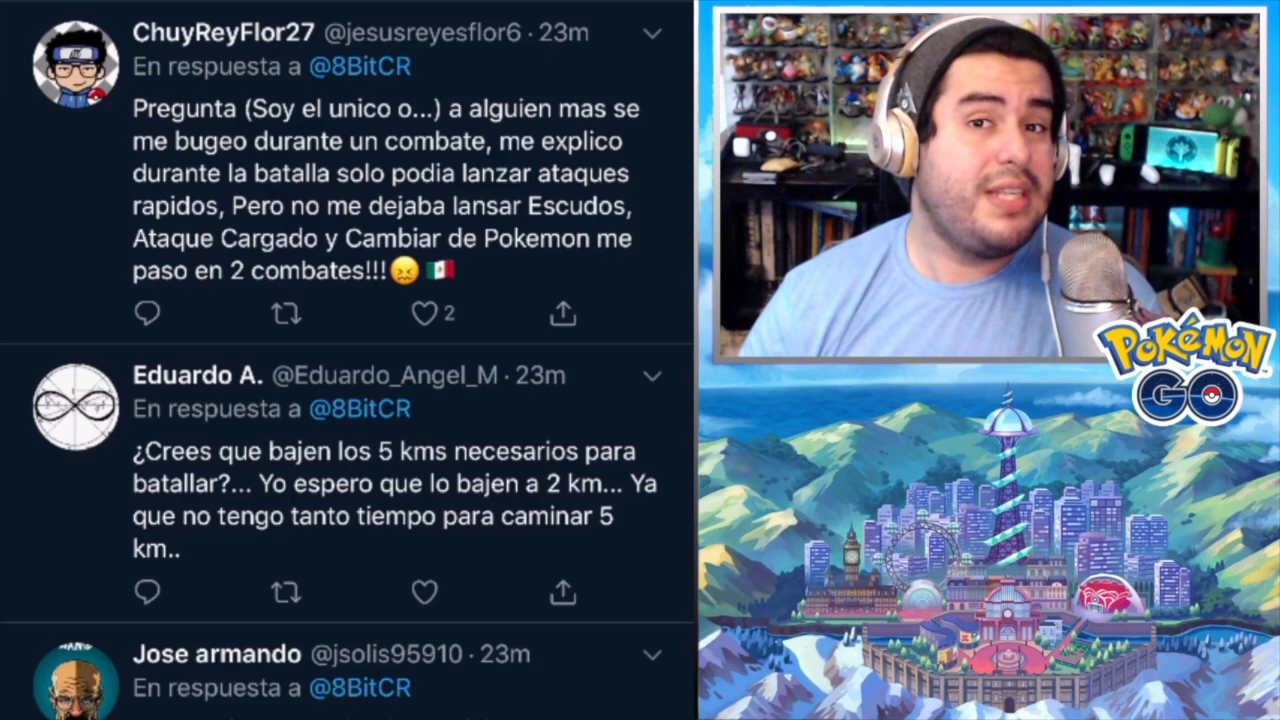 ChuyReyFlor27 @jesusreyesflor6 · 23m
En respuesta a @8BitCR
Pregunta (Soy el unico o...) a alguien mas se
me bugeo durante un combate, me explico
durante la batalla solo podia lanzar ataques
rapidos, Pero no me dejaba lansar Escudos,
Ataque Cargado y Cambiar de Pokemon me
paso en 2 combates!!!😖🇲🇽
2
Eduardo A. @Eduardo_Angel_M · 23m
En respuesta a @8BitCR
¿Crees que bajen los 5 kms necesarios para
batallar?... Yo espero que lo bajen a 2 km... Ya
que no tengo tanto tiempo para caminar 5
km..
Jose armando @jsolis95910 · 23m
En respuesta a @8BitCR
POKéMON
GO